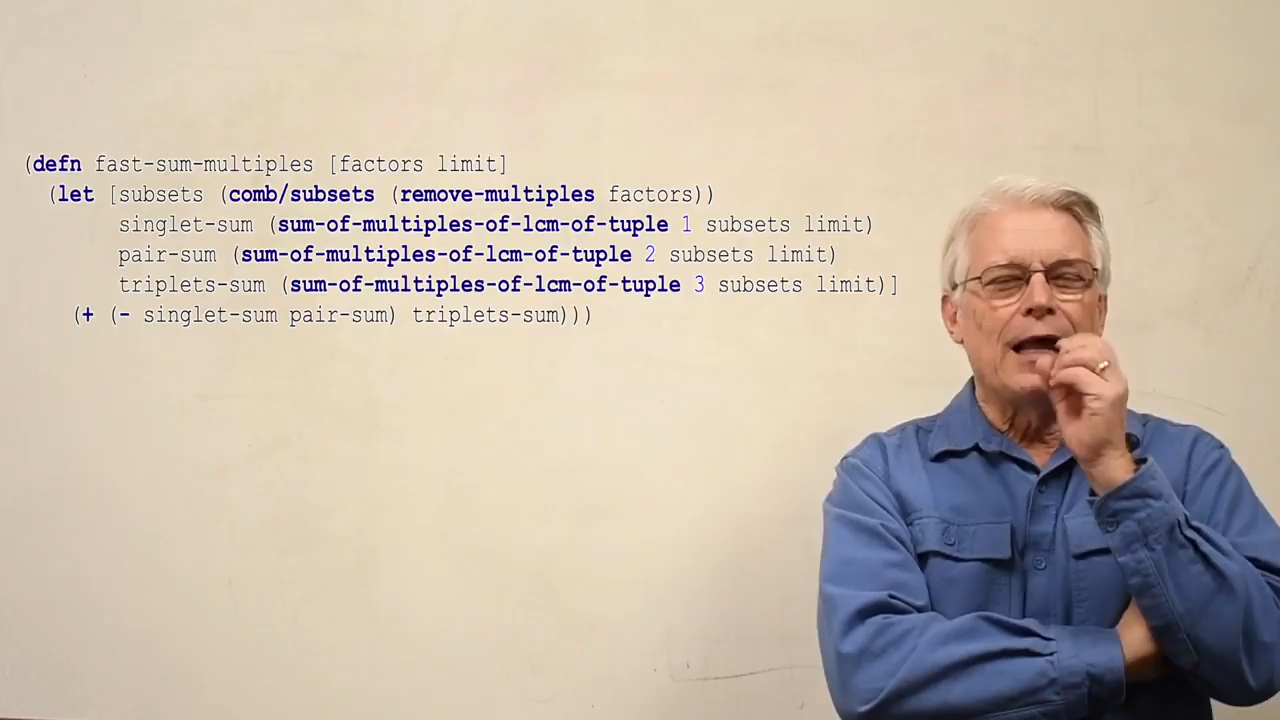 (defn fast-sum-multiples [factors limit]
(let [subsets (comb/subsets (remove-multiples factors))
singlet-sum (sum-of-multiples-of-lcm-of-tuple 1 subsets limit)
pair-sum (sum-of-multiples-of-lcm-of-tuple 2 subsets limit)
triplets-sum (sum-of-multiples-of-lcm-of-tuple 3 subsets limit)]
(+ (- singlet-sum pair-sum) triplets-sum)))